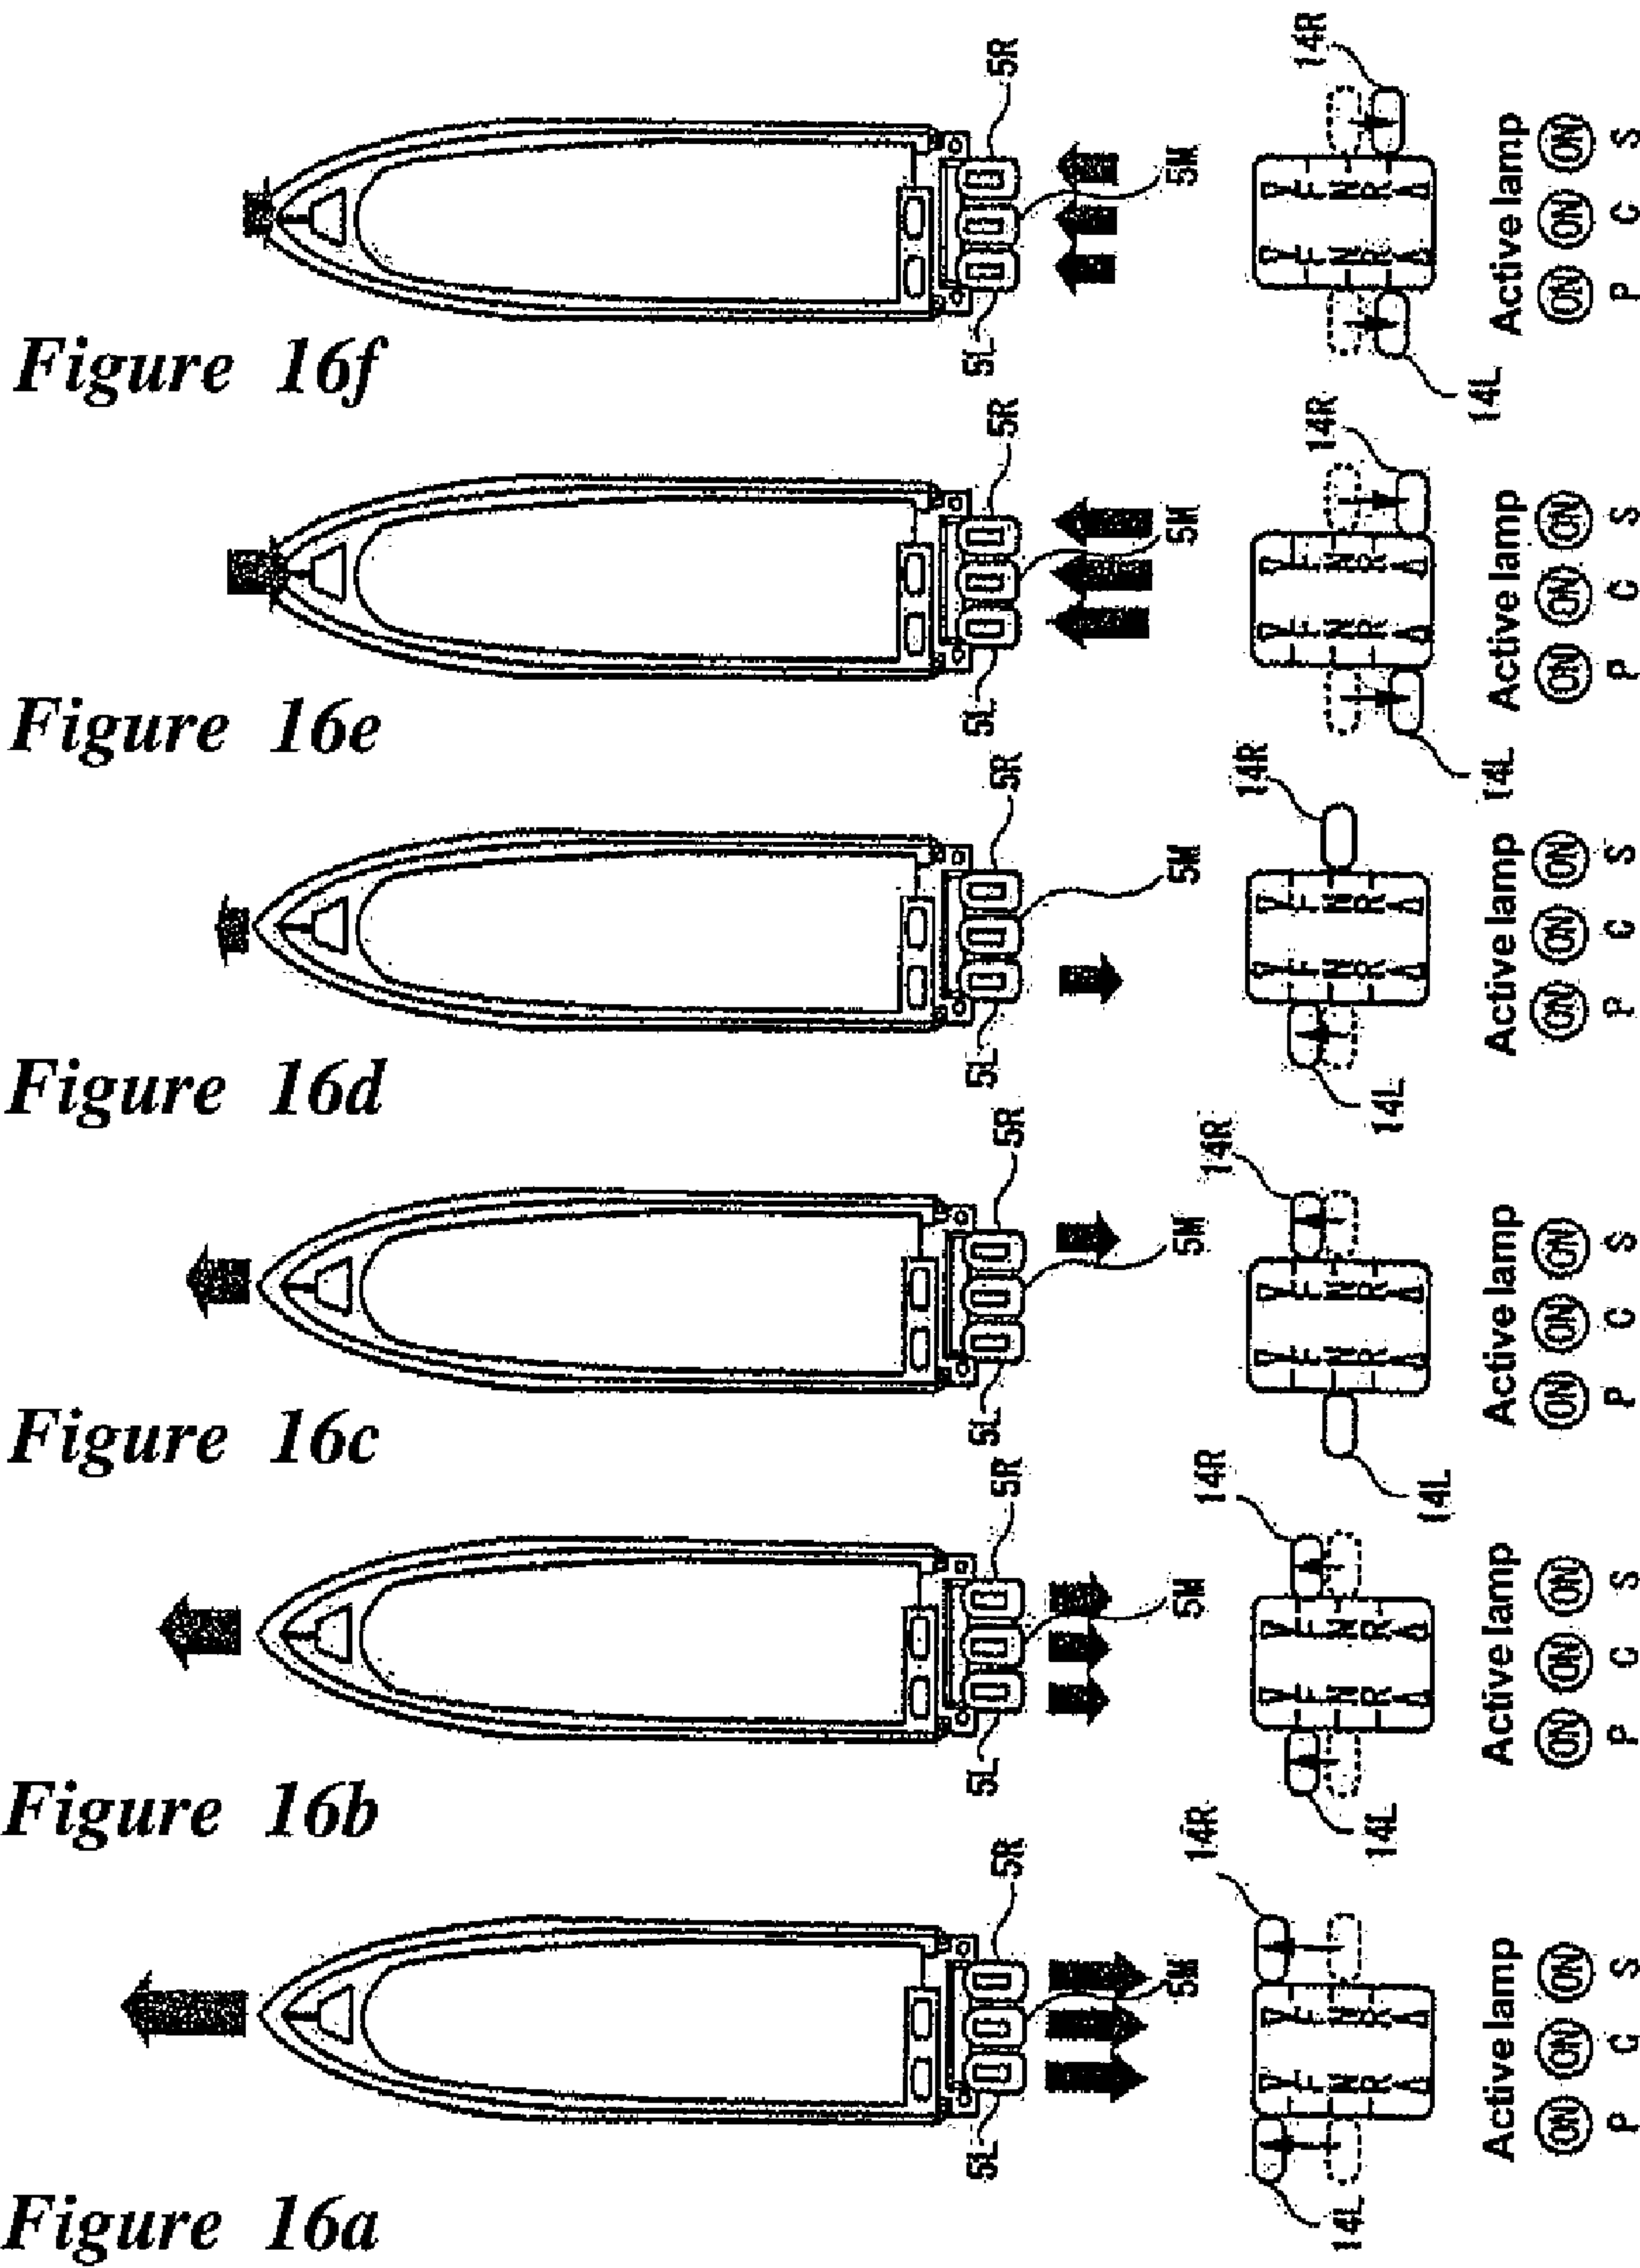 Figure 16f
5L
5R
5M
14L
14R
F F
N N
R R
Active lamp
ON ON ON
P C S
Figure 16e
5L
5R
5M
14L
14R
F F
N N
R R
Active lamp
ON ON ON
P C S
Figure 16d
5L
5R
5M
14L
14R
F F
N N
R R
Active lamp
ON ON ON
P C S
Figure 16c
5L
5R
5M
14L
14R
F F
N N
R R
Active lamp
ON ON ON
P C S
Figure 16b
5L
5R
5M
14L
14R
F F
N N
R R
Active lamp
ON ON ON
P C S
Figure 16a
5L
5R
5M
14L
14R
F F
N N
R R
Active lamp
ON ON ON
P C S